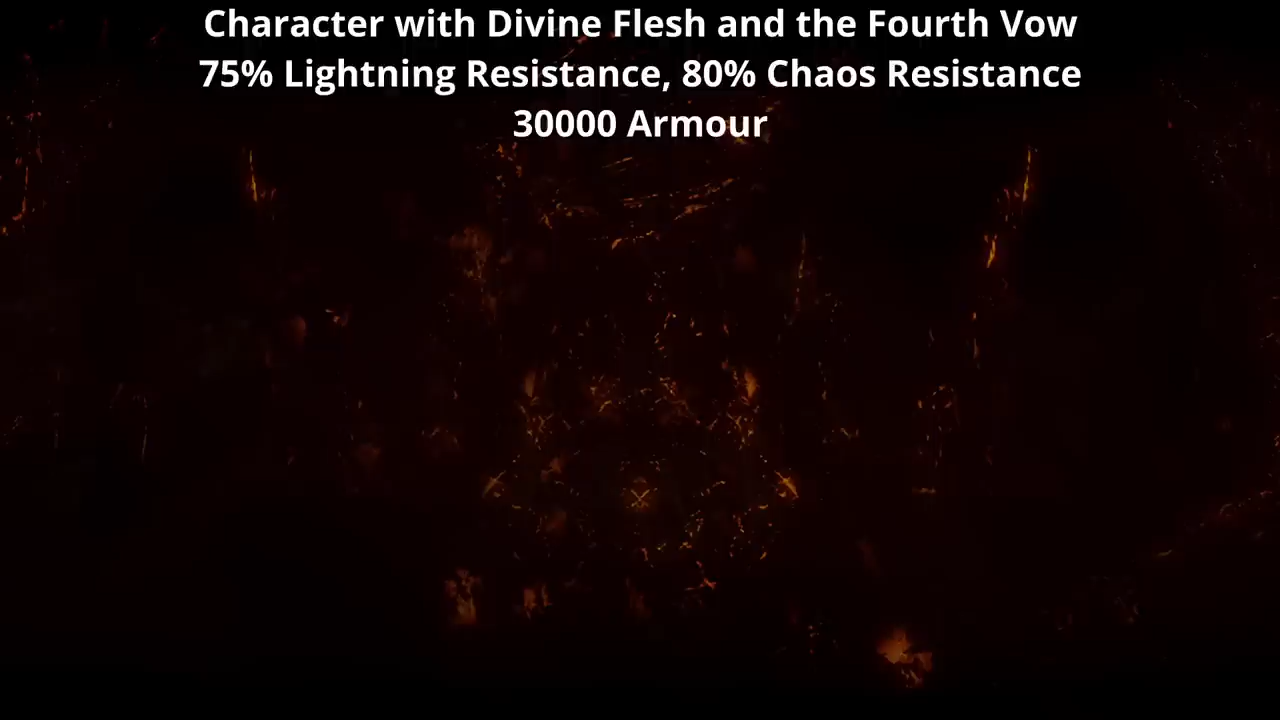 Character with Divine Flesh and the Fourth Vow
75% Lightning Resistance, 80% Chaos Resistance
30000 Armour